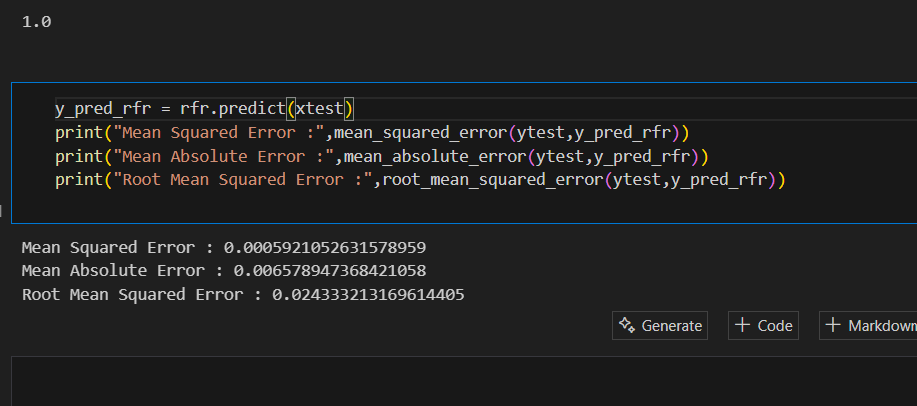 1.0
y_pred_rfr = rfr.predict(xtest)
print("Mean Squared Error :",mean_squared_error(ytest,y_pred_rfr))
print("Mean Absolute Error :",mean_absolute_error(ytest,y_pred_rfr))
print("Root Mean Squared Error :",root_mean_squared_error(ytest,y_pred_rfr))
Mean Squared Error : 0.0005921052631578959
Mean Absolute Error : 0.006578947368421058
Root Mean Squared Error : 0.024333213169614405
Generate + Code + Markdown